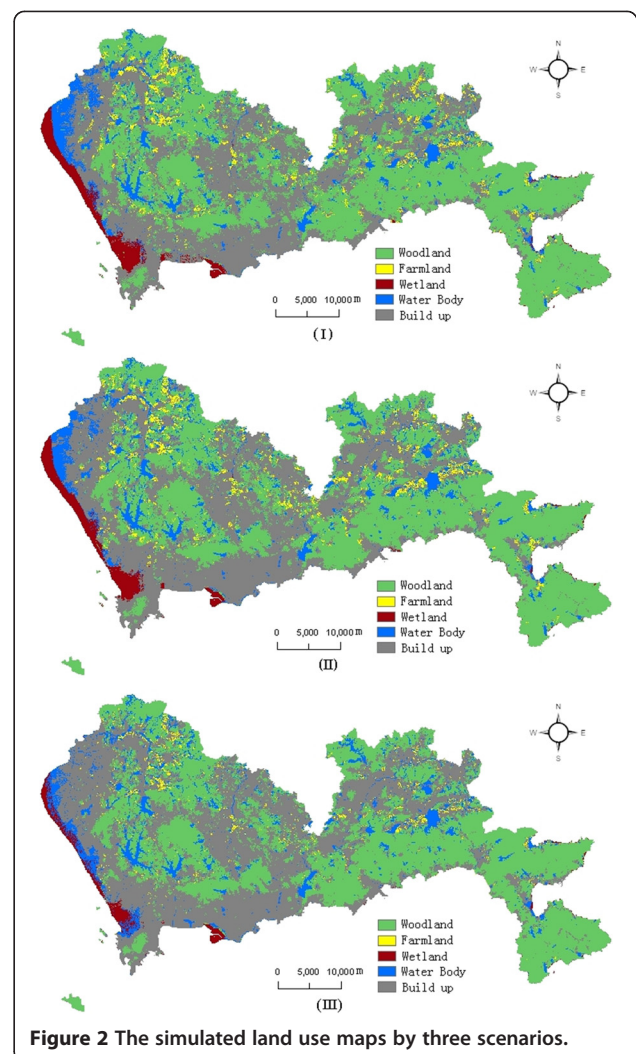 N
W E
S
Woodland
Farmland
Wetland
Water Body
Build up
0 5,000 10,000 m
(I)
N
W E
S
Woodland
Farmland
Wetland
Water Body
Build up
0 5,000 10,000 m
(II)
N
W E
S
Woodland
Farmland
Wetland
Water Body
Build up
0 5,000 10,000 m
(III)
Figure 2 The simulated land use maps by three scenarios.